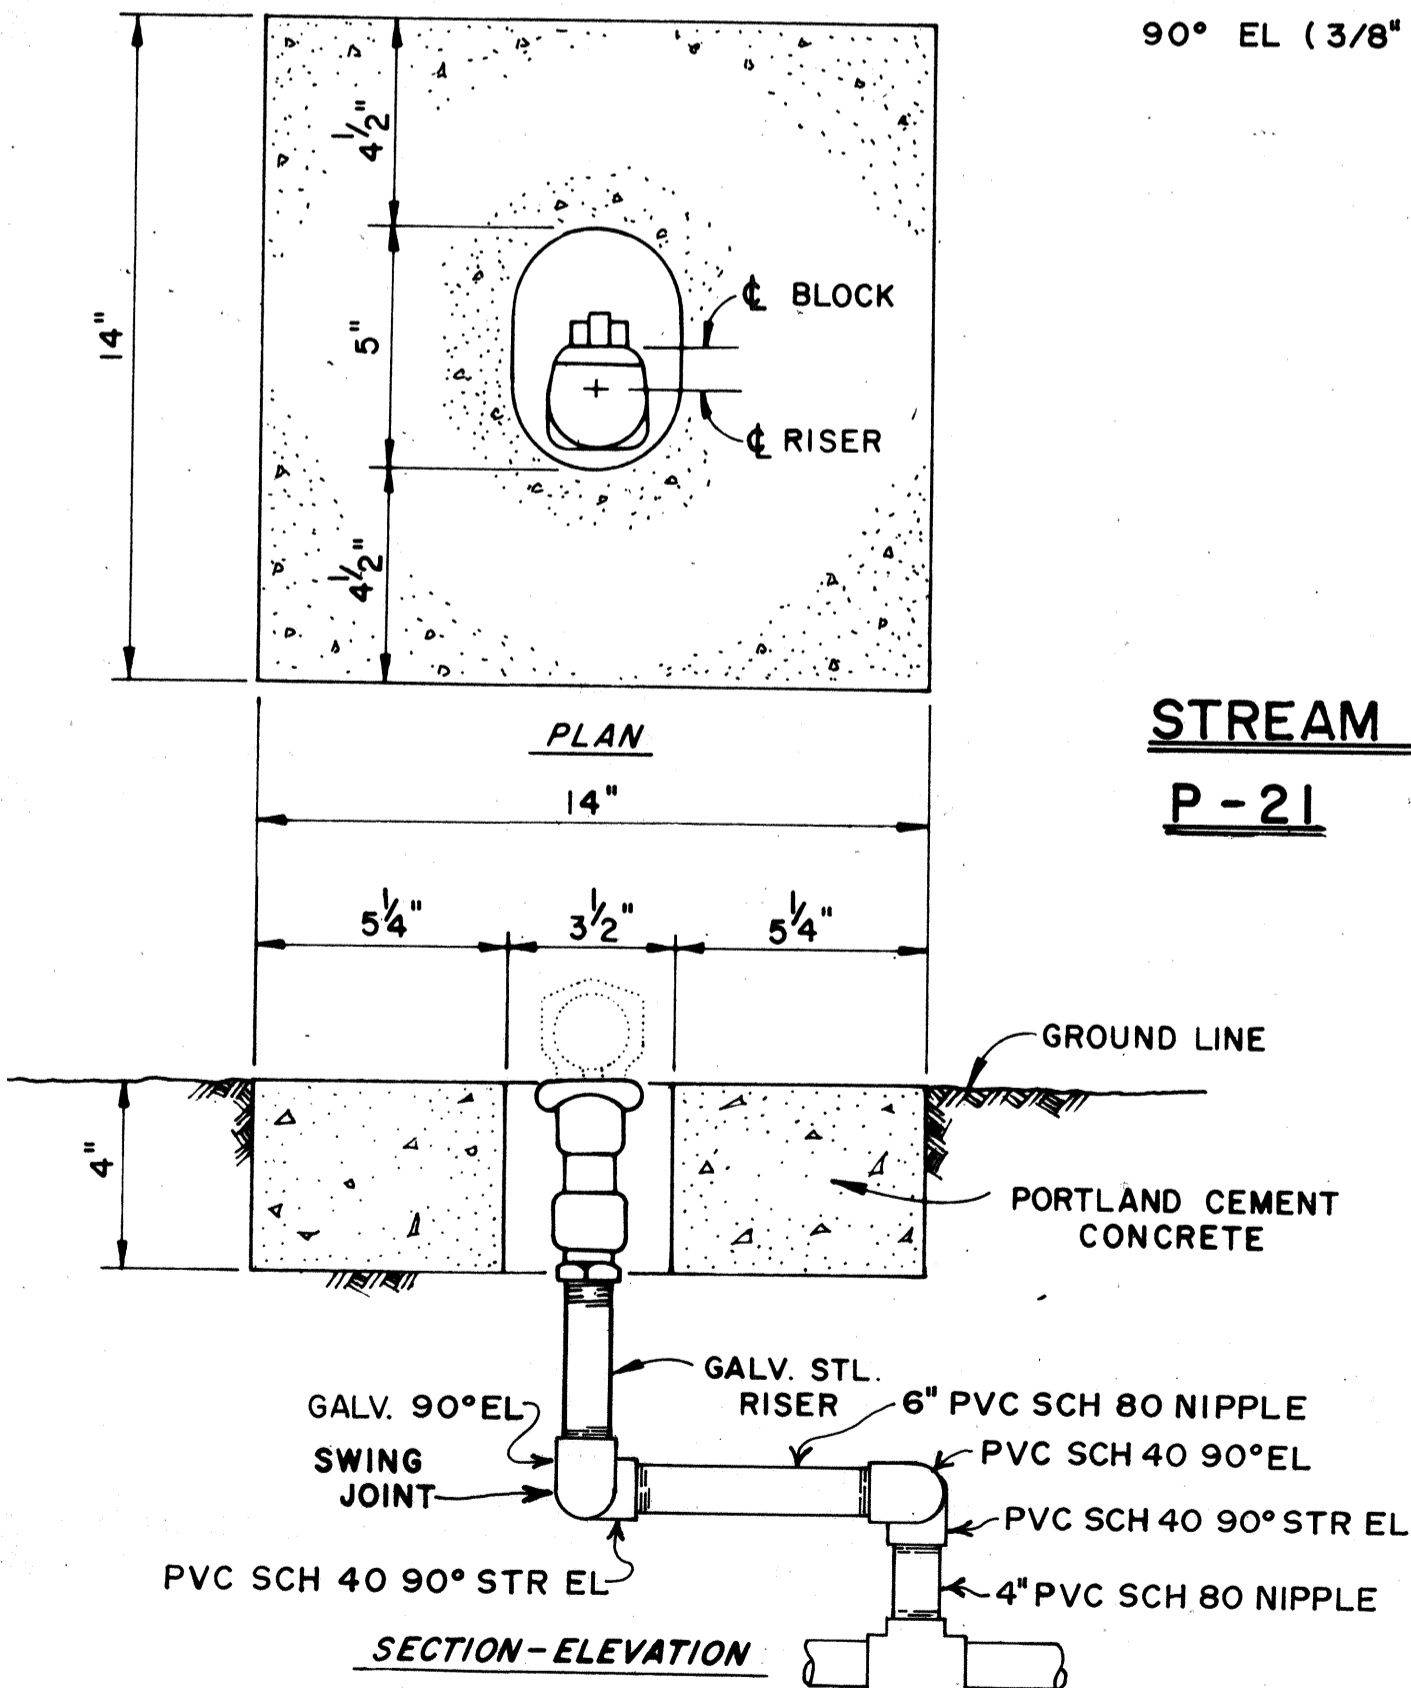 90° EL (3/8"
4 1/2"
14"
5"
℄ BLOCK
℄ RISER
4 1/2"
PLAN
STREAM
P-21
14"
5 1/4"
3 1/2"
5 1/4"
GROUND LINE
4"
PORTLAND CEMENT
CONCRETE
GALV. STL.
RISER
GALV. 90° EL
6" PVC SCH 80 NIPPLE
SWING
JOINT
PVC SCH 40 90° EL
PVC SCH 40 90° STR EL
PVC SCH 40 90° STR EL
4" PVC SCH 80 NIPPLE
SECTION-ELEVATION